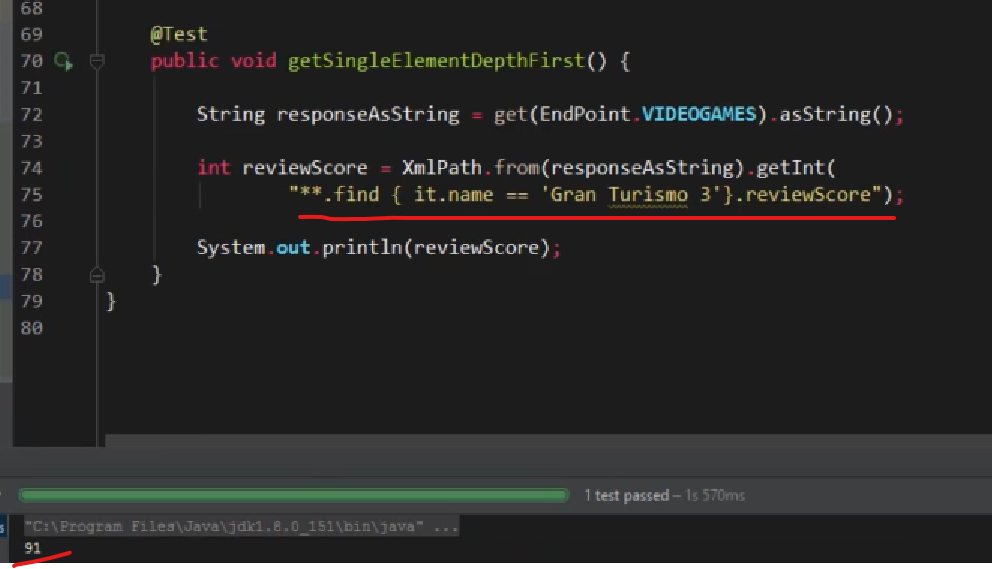 68
69 @Test
70 public void getSingleElementDepthFirst() {
71
72 String responseAsString = get(EndPoint.VIDEOGAMES).asString();
73
74 int reviewScore = XmlPath.from(responseAsString).getInt(
75 "**.find { it.name == 'Gran Turismo 3'}.reviewScore");
76
77 System.out.println(reviewScore);
78 }
79 }
80
1 test passed – 1s 570ms
"C:\Program Files\Java\jdk1.8.0_151\bin\java" ...
91